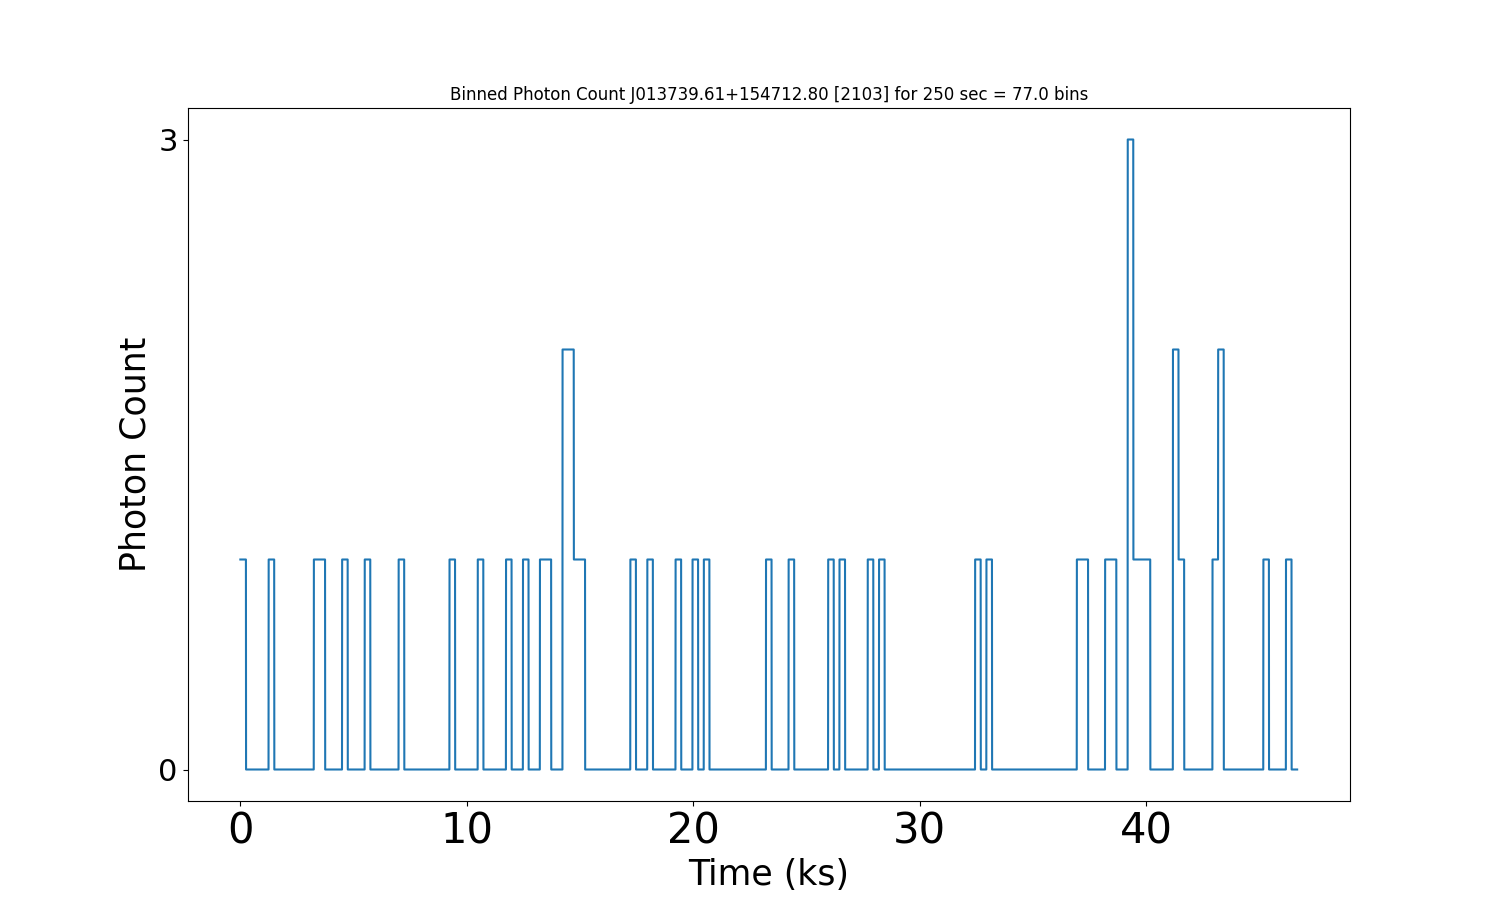 Binned Photon Count J013739.61+154712.80 [2103] for 250 sec = 77.0 bins
3
Photon Count
0
0 10 20 30 40
Time (ks)